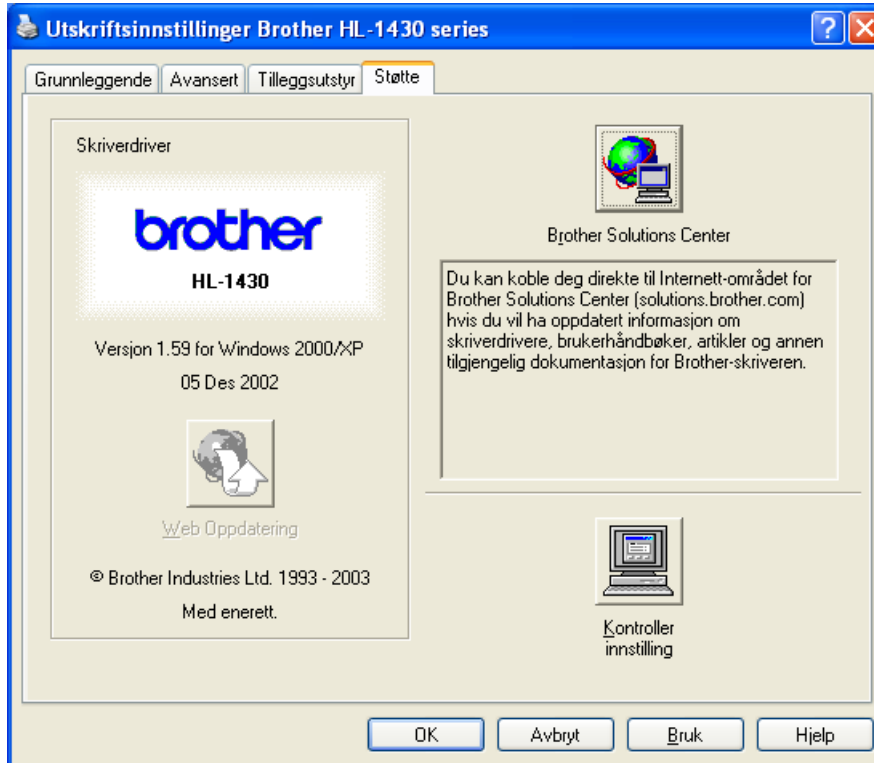 Utskriftsinnstillinger Brother HL-1430 series
Grunnleggende Avansert Tilleggsutstyr Støtte
Skriverdriver
brother
HL-1430
Versjon 1.59 for Windows 2000/XP
05 Des 2002
Web Oppdatering
© Brother Industries Ltd. 1993 - 2003
Med enerett.
Brother Solutions Center
Du kan koble deg direkte til Internett-området for
Brother Solutions Center (solutions.brother.com)
hvis du vil ha oppdatert informasjon om
skriverdrivere, brukerhåndbøker, artikler og annen
tilgjengelig dokumentasjon for Brother-skriveren.
Kontroller
innstilling
OK Avbryt Bruk Hjelp